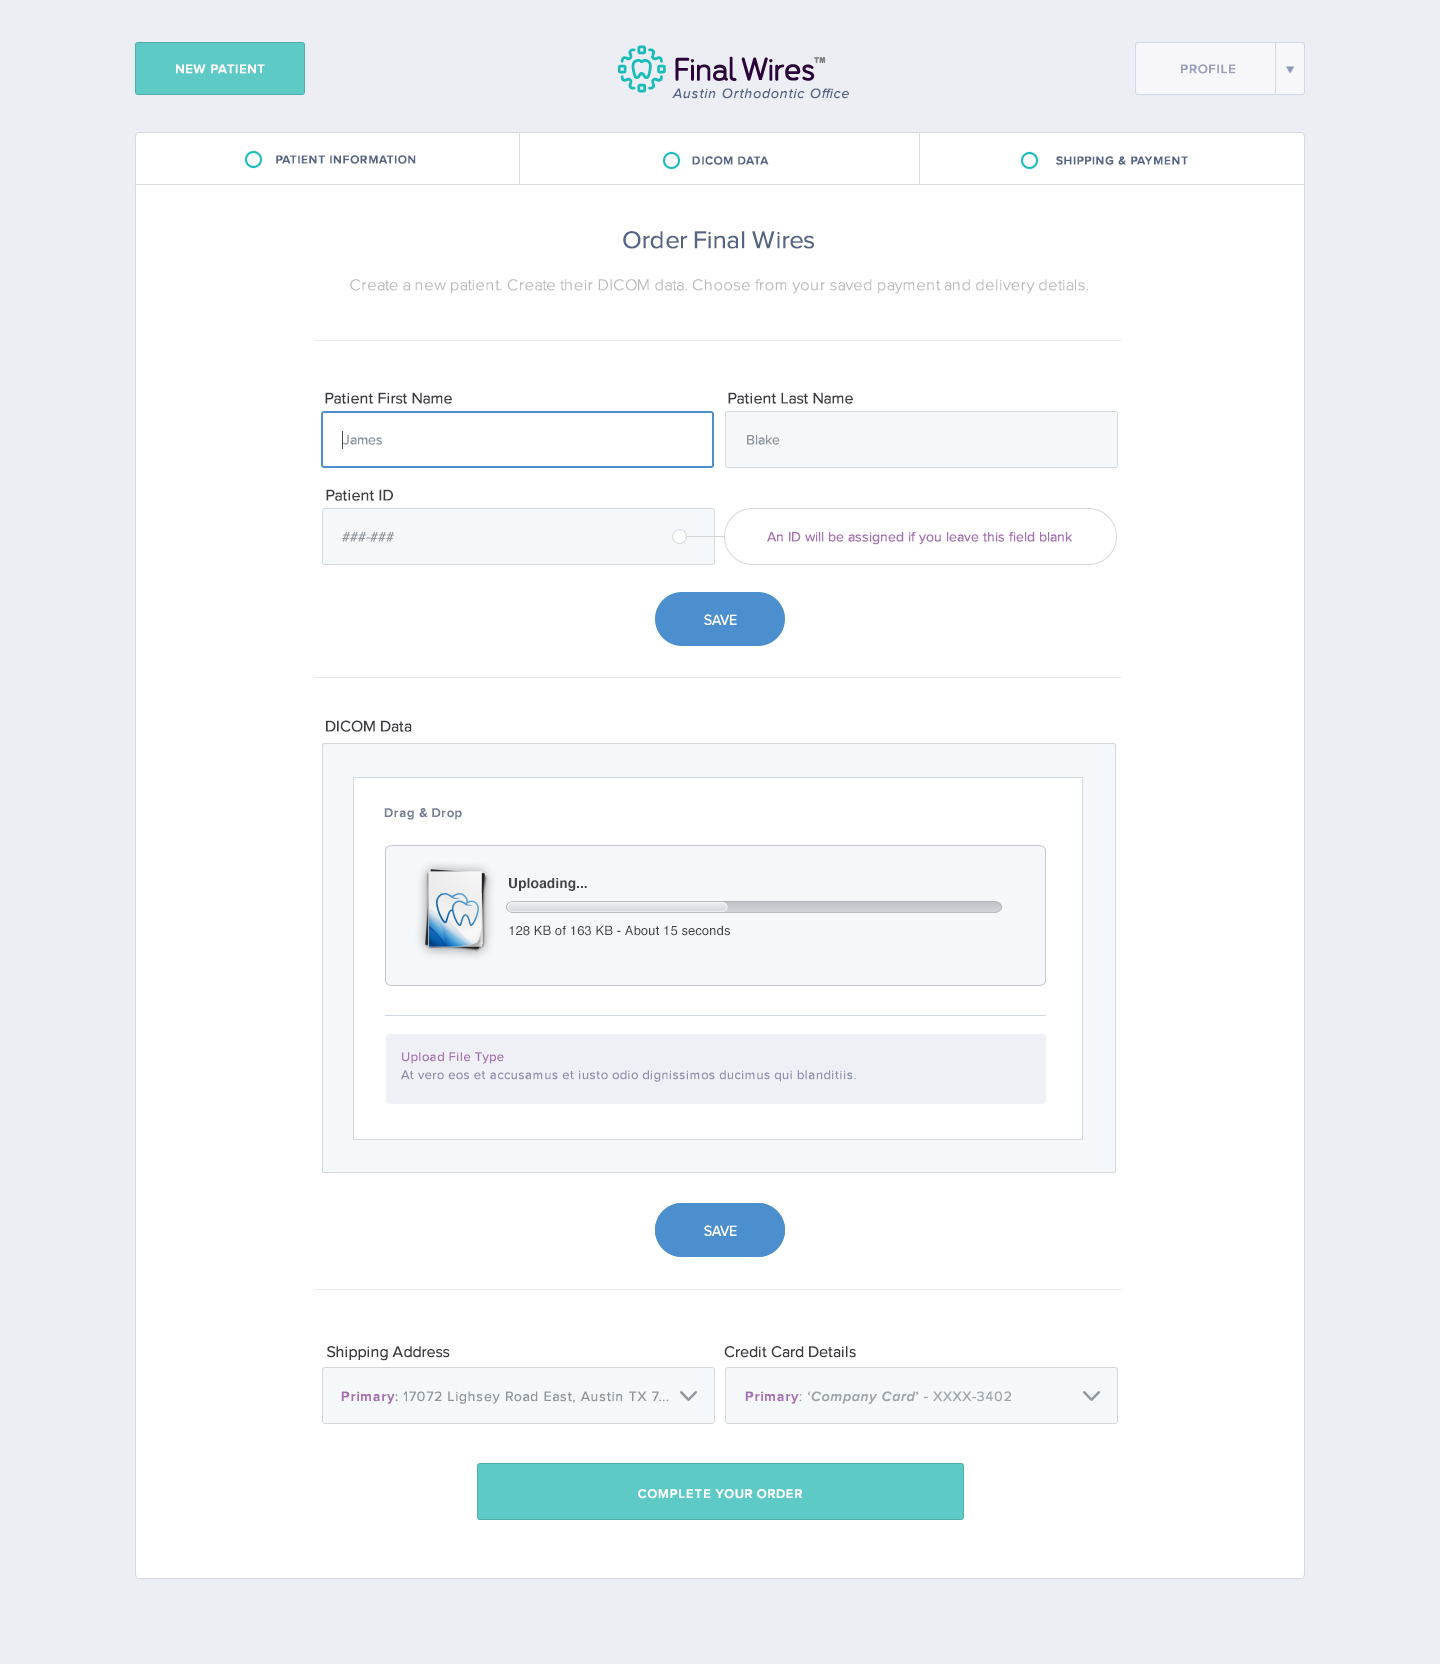 NEW PATIENT
Final Wires™
Austin Orthodontic Office
PROFILE
PATIENT INFORMATION
DICOM DATA
SHIPPING & PAYMENT
Order Final Wires
Create a new patient. Create their DICOM data. Choose from your saved payment and delivery detials.
Patient First Name
Patient Last Name
James
Blake
Patient ID
###-###
An ID will be assigned if you leave this field blank
SAVE
DICOM Data
Drag & Drop
Uploading...
128 KB of 163 KB - About 15 seconds
Upload File Type
At vero eos et accusamus et iusto odio dignissimos ducimus qui blanditiis.
SAVE
Shipping Address
Credit Card Details
Primary: 17072 Lighsey Road East, Austin TX 7...
Primary: ‘Company Card’ - XXXX-3402
COMPLETE YOUR ORDER